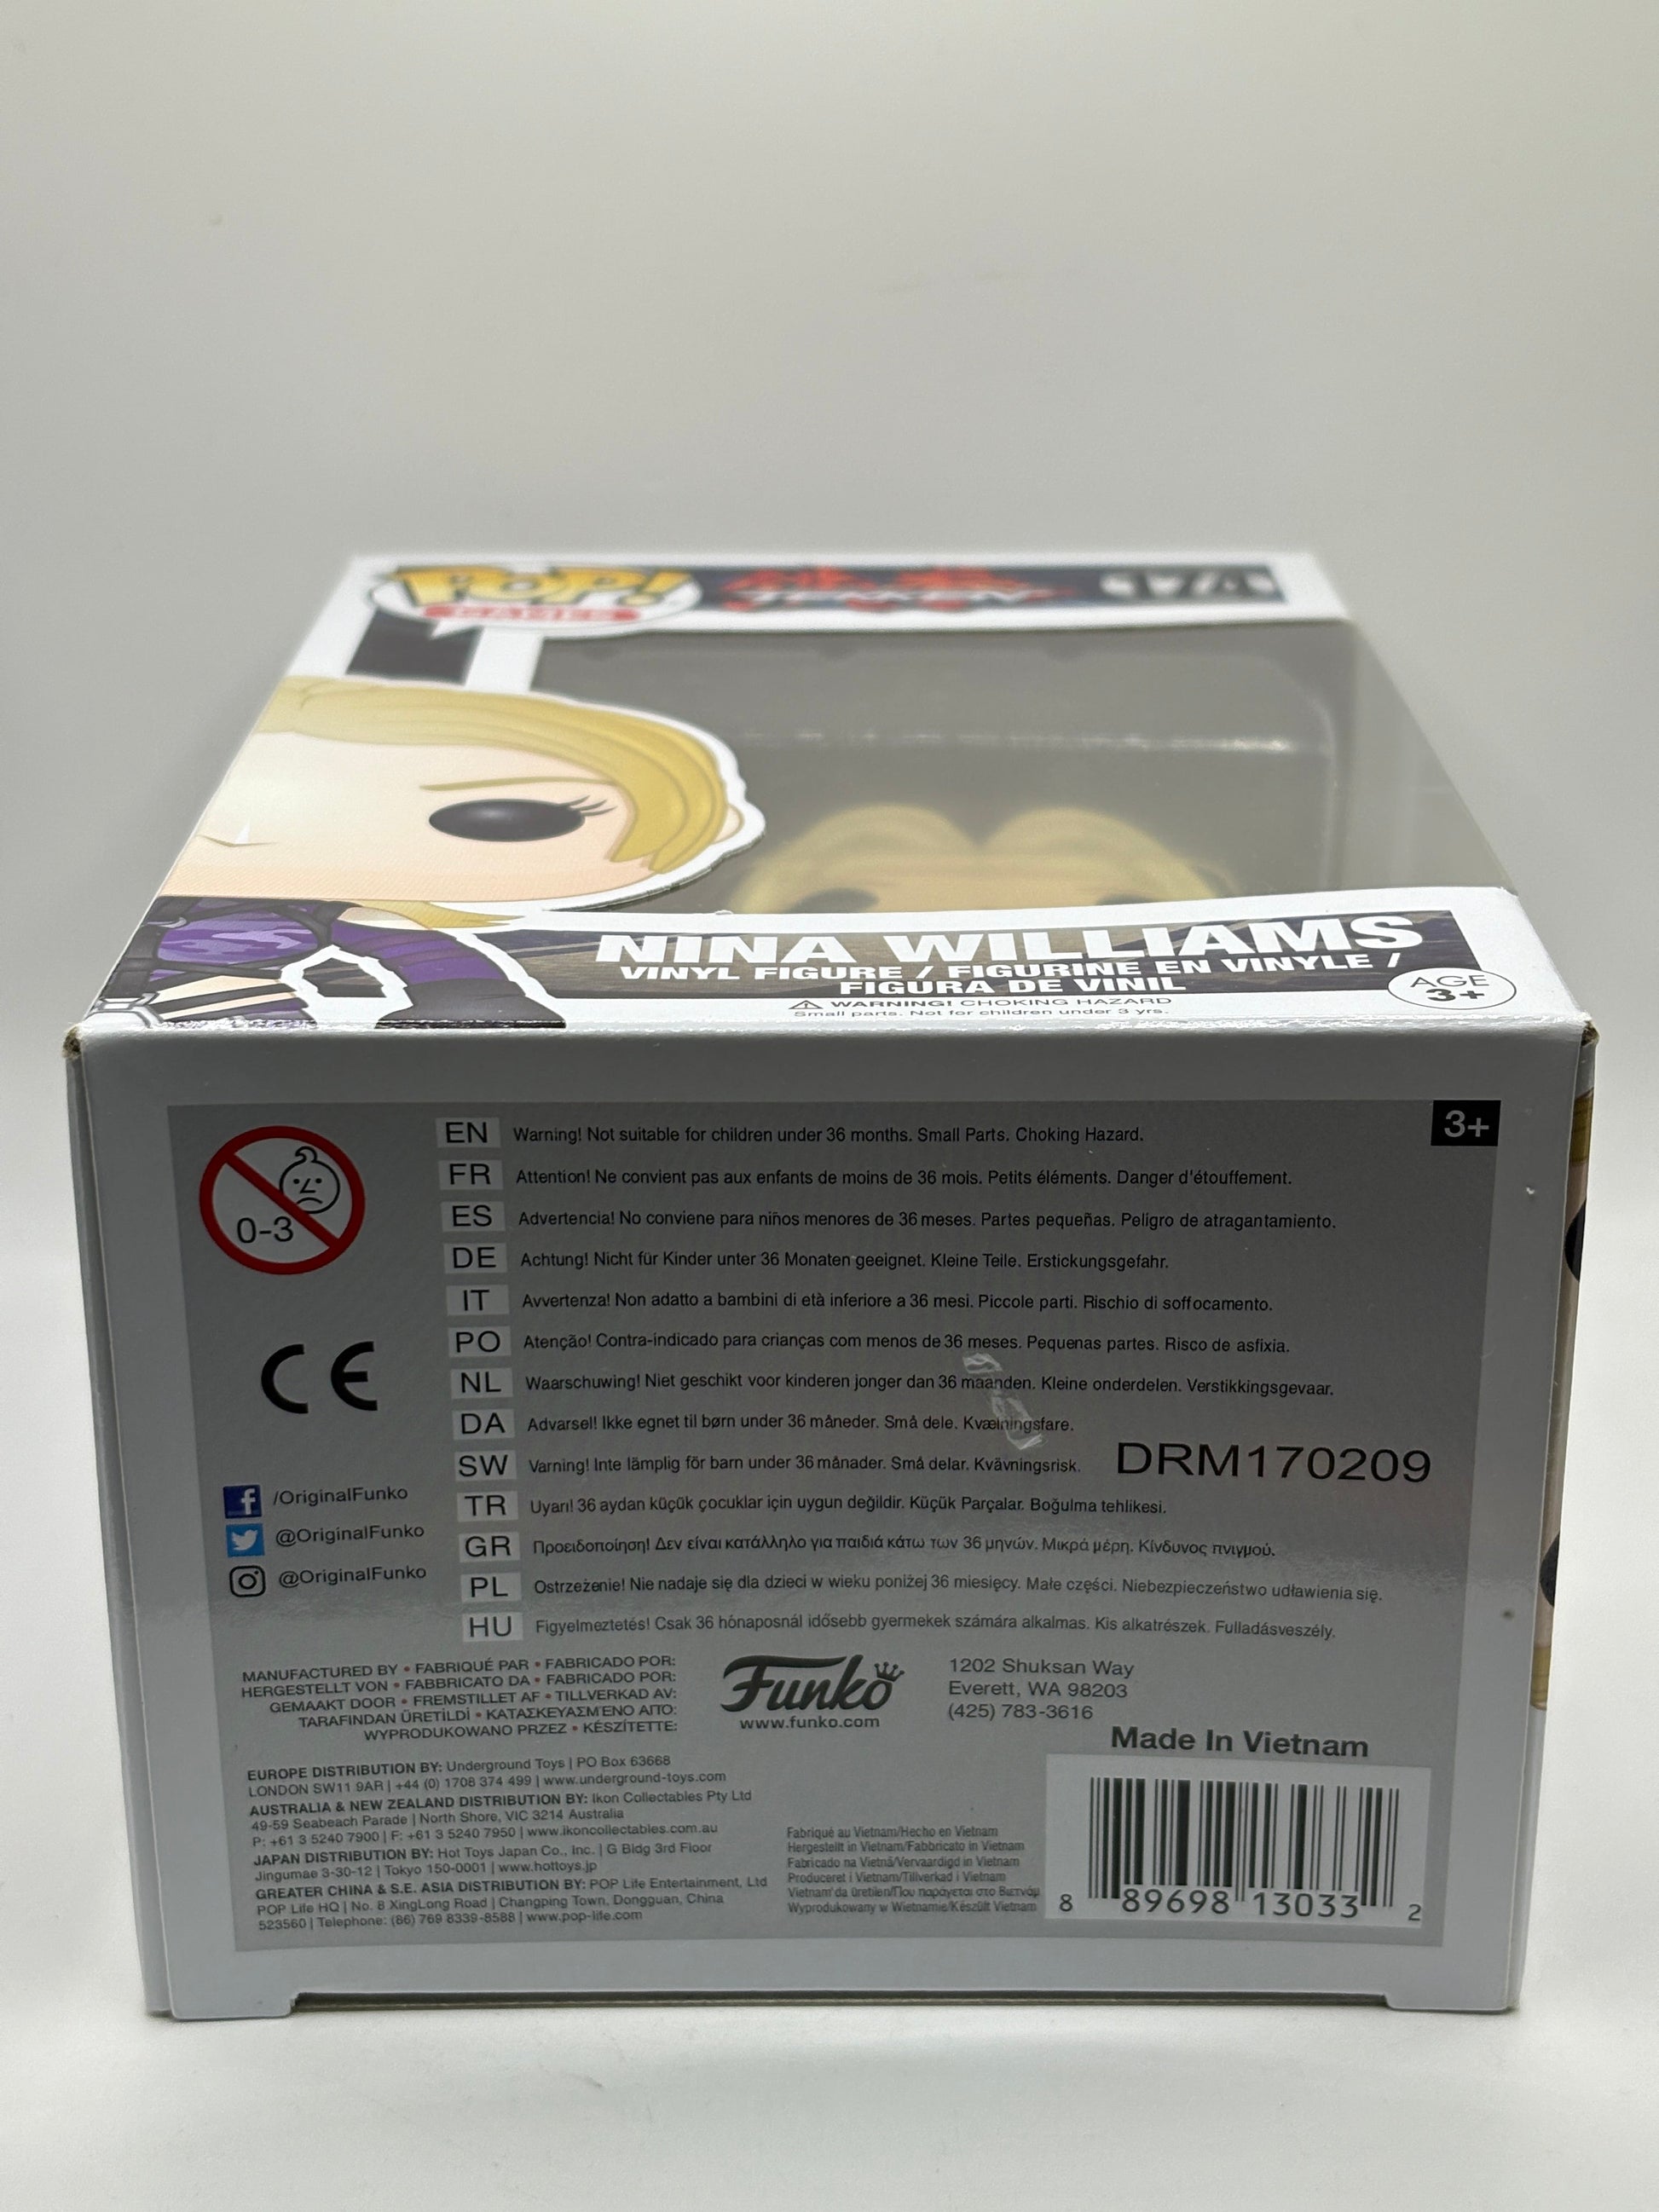 POP!
GAMES
TEKKEN
NINA WILLIAMS
VINYL FIGURE / FIGURINE EN VINYLE /
FIGURA DE VINIL
WARNING! CHOKING HAZARD
Small parts. Not for children under 3 yrs.
AGE
3+
3+
0-3
EN Warning! Not suitable for children under 36 months. Small Parts. Choking Hazard.
FR Attention! Ne convient pas aux enfants de moins de 36 mois. Petits éléments. Danger d'étouffement.
ES Advertencia! No conviene para niños menores de 36 meses. Partes pequeñas. Peligro de atragantamiento.
DE Achtung! Nicht für Kinder unter 36 Monaten geeignet. Kleine Teile. Erstickungsgefahr.
IT Avvertenza! Non adatto a bambini di età inferiore a 36 mesi. Piccole parti. Rischio di soffocamento.
PO Atenção! Contra-indicado para crianças com menos de 36 meses. Pequenas partes. Risco de asfixia.
NL Waarschuwing! Niet geschikt voor kinderen jonger dan 36 maanden. Kleine onderdelen. Verstikkingsgevaar.
DA Advarsel! Ikke egnet til børn under 36 måneder. Små dele. Kvælningsfare.
SW Varning! Inte lämplig för barn under 36 månader. Små delar. Kvävningsrisk.
TR Uyarı! 36 aydan küçük çocuklar için uygun değildir. Küçük Parçalar. Boğulma tehlikesi.
GR Προειδοποίηση! Δεν είναι κατάλληλο για παιδιά κάτω των 36 μηνών. Μικρά μέρη. Κίνδυνος πνιγμού.
PL Ostrzeżenie! Nie nadaje się dla dzieci w wieku poniżej 36 miesięcy. Małe części. Niebezpieczeństwo udławienia się.
HU Figyelmeztetés! Csak 36 hónaposnál idősebb gyermekek számára alkalmas. Kis alkatrészek. Fulladásveszély.
CE
DRM170209
/OriginalFunko
@OriginalFunko
@OriginalFunko
MANUFACTURED BY • FABRIQUÉ PAR • FABRICADO POR:
HERGESTELLT VON • FABBRICATO DA • FABRICADO POR:
GEMAAKT DOOR • FREMSTILLET AF • TILLVERKAD AV:
TARAFINDAN ÜRETİLDİ • ΚΑΤΑΣΚΕΥΑΣΜΈΝΟ ΑΠΌ:
WYPRODUKOWANO PRZEZ • KÉSZÍTETTE:
Funko
www.funko.com
1202 Shuksan Way
Everett, WA 98203
(425) 783-3616
Made In Vietnam
EUROPE DISTRIBUTION BY: Underground Toys | PO Box 63668
LONDON SW11 9AR | +44 (0) 1708 374 499 | www.underground-toys.com
AUSTRALIA & NEW ZEALAND DISTRIBUTION BY: Ikon Collectables Pty Ltd
49-59 Seabeach Parade | North Shore, VIC 3214 Australia
P: +61 3 5240 7900 | F: +61 3 5240 7950 | www.ikoncollectables.com.au
JAPAN DISTRIBUTION BY: Hot Toys Japan Co., Inc. | G Bldg 3rd Floor
Jingumae 3-30-12 | Tokyo 150-0001 | www.hottoys.jp
GREATER CHINA & S.E. ASIA DISTRIBUTION BY: POP Life Entertainment, Ltd
POP Life HQ | No. 8 XingLong Road | Changping Town, Dongguan, China
523560 | Telephone: (86) 769 8339-8588 | www.pop-life.com
Fabriqué au Vietnam/Hecho en Vietnam
Hergestellt in Vietnam/Fabbricato in Vietnam
Fabricado na Vietnã/Vervaardigd in Vietnam
Produceret i Vietnam/Tillverkad i Vietnam
Vietnam'da üretilen/Που παράγεται στο Βιετνάμ
Wyprodukowany w Wietnamie/Készült Vietnam
8 89698 13033 2